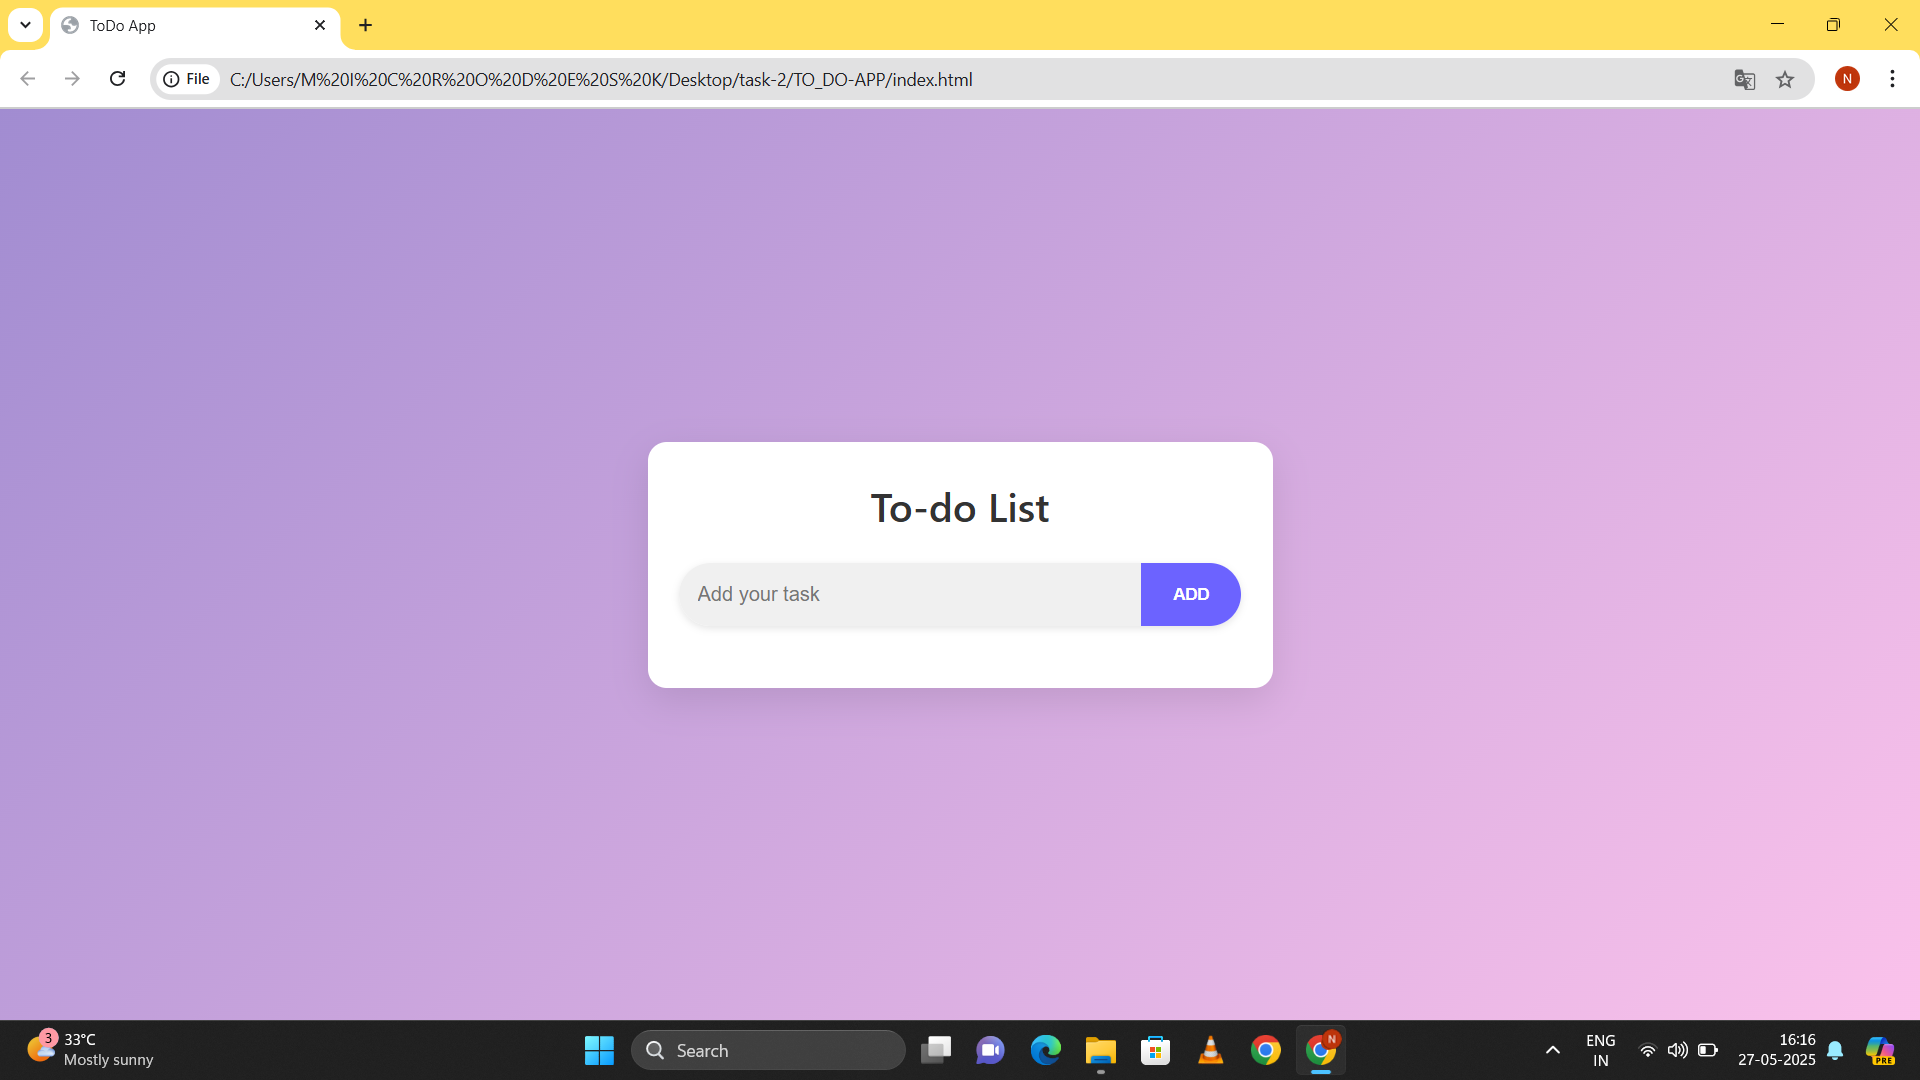 ToDo App
File
C:/Users/M%20I%20C%20R%20O%20D%20E%20S%20K/Desktop/task-2/TO_DO-APP/index.html
N
To-do List
Add your task
ADD
3
33°C
Mostly sunny
Search
N
ENG
IN
16:16
27-05-2025
PRE